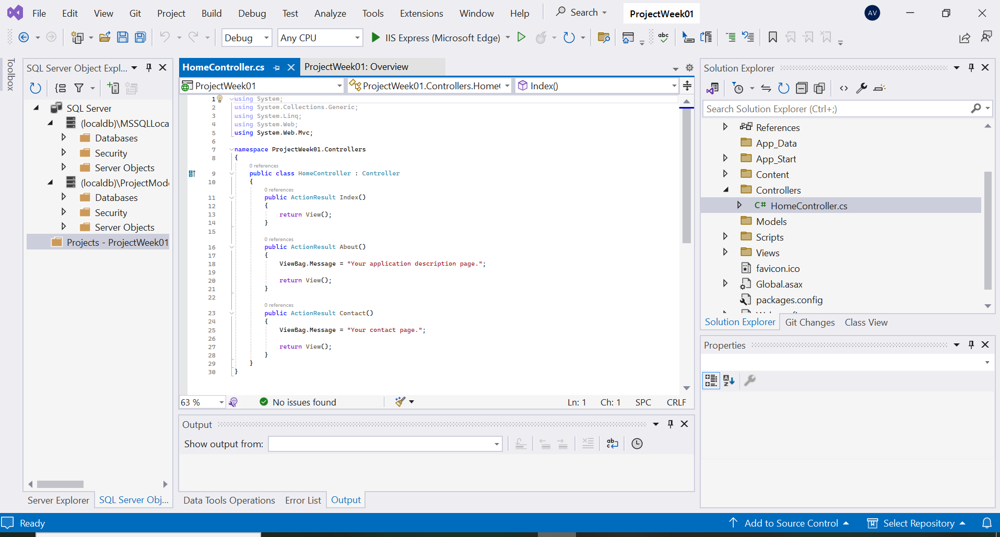 File Edit View Git Project Build Debug Test Analyze Tools Extensions Window Help Search ProjectWeek01 AV
Debug Any CPU IIS Express (Microsoft Edge)
Toolbox
SQL Server Object Expl...
SQL Server
(localdb)\MSSQLLoca
Databases
Security
Server Objects
(localdb)\ProjectMod
Databases
Security
Server Objects
Projects - ProjectWeek01
Server Explorer SQL Server Obj...
HomeController.cs ProjectWeek01: Overview
ProjectWeek01 ProjectWeek01.Controllers.Home Index()
1 using System;
2 using System.Collections.Generic;
3 using System.Linq;
4 using System.Web;
5 using System.Web.Mvc;
6
7 namespace ProjectWeek01.Controllers
8 {
0 references
9 public class HomeController : Controller
10 {
0 references
11 public ActionResult Index()
12 {
13 return View();
14 }
15
0 references
16 public ActionResult About()
17 {
18 ViewBag.Message = "Your application description page.";
19
20 return View();
21 }
22
0 references
23 public ActionResult Contact()
24 {
25 ViewBag.Message = "Your contact page.";
26
27 return View();
28 }
29 }
30 }
63 % No issues found Ln: 1 Ch: 1 SPC CRLF
Output
Show output from:
Data Tools Operations Error List Output
Solution Explorer
Search Solution Explorer (Ctrl+;)
References
App_Data
App_Start
Content
Controllers
C# HomeController.cs
Models
Scripts
Views
favicon.ico
Global.asax
packages.config
Solution Explorer Git Changes Class View
Properties
Ready Add to Source Control Select Repository